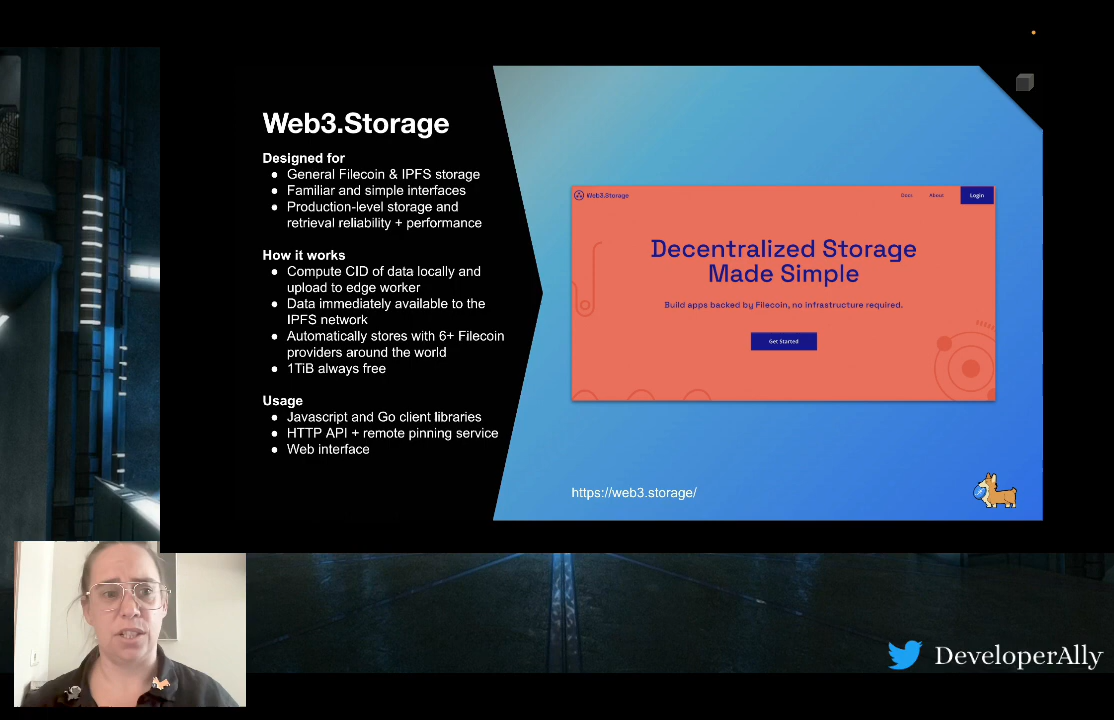 Web3.Storage
Designed for
● General Filecoin & IPFS storage
● Familiar and simple interfaces
● Production-level storage and
retrieval reliability + performance
How it works
● Compute CID of data locally and
upload to edge worker
● Data immediately available to the
IPFS network
● Automatically stores with 6+ Filecoin
providers around the world
● 1TiB always free
Usage
● Javascript and Go client libraries
● HTTP API + remote pinning service
● Web interface
Web3.Storage
Docs About Login
Decentralized Storage
Made Simple
Build apps backed by Filecoin, no infrastructure required.
Get Started
https://web3.storage/
DeveloperAlly